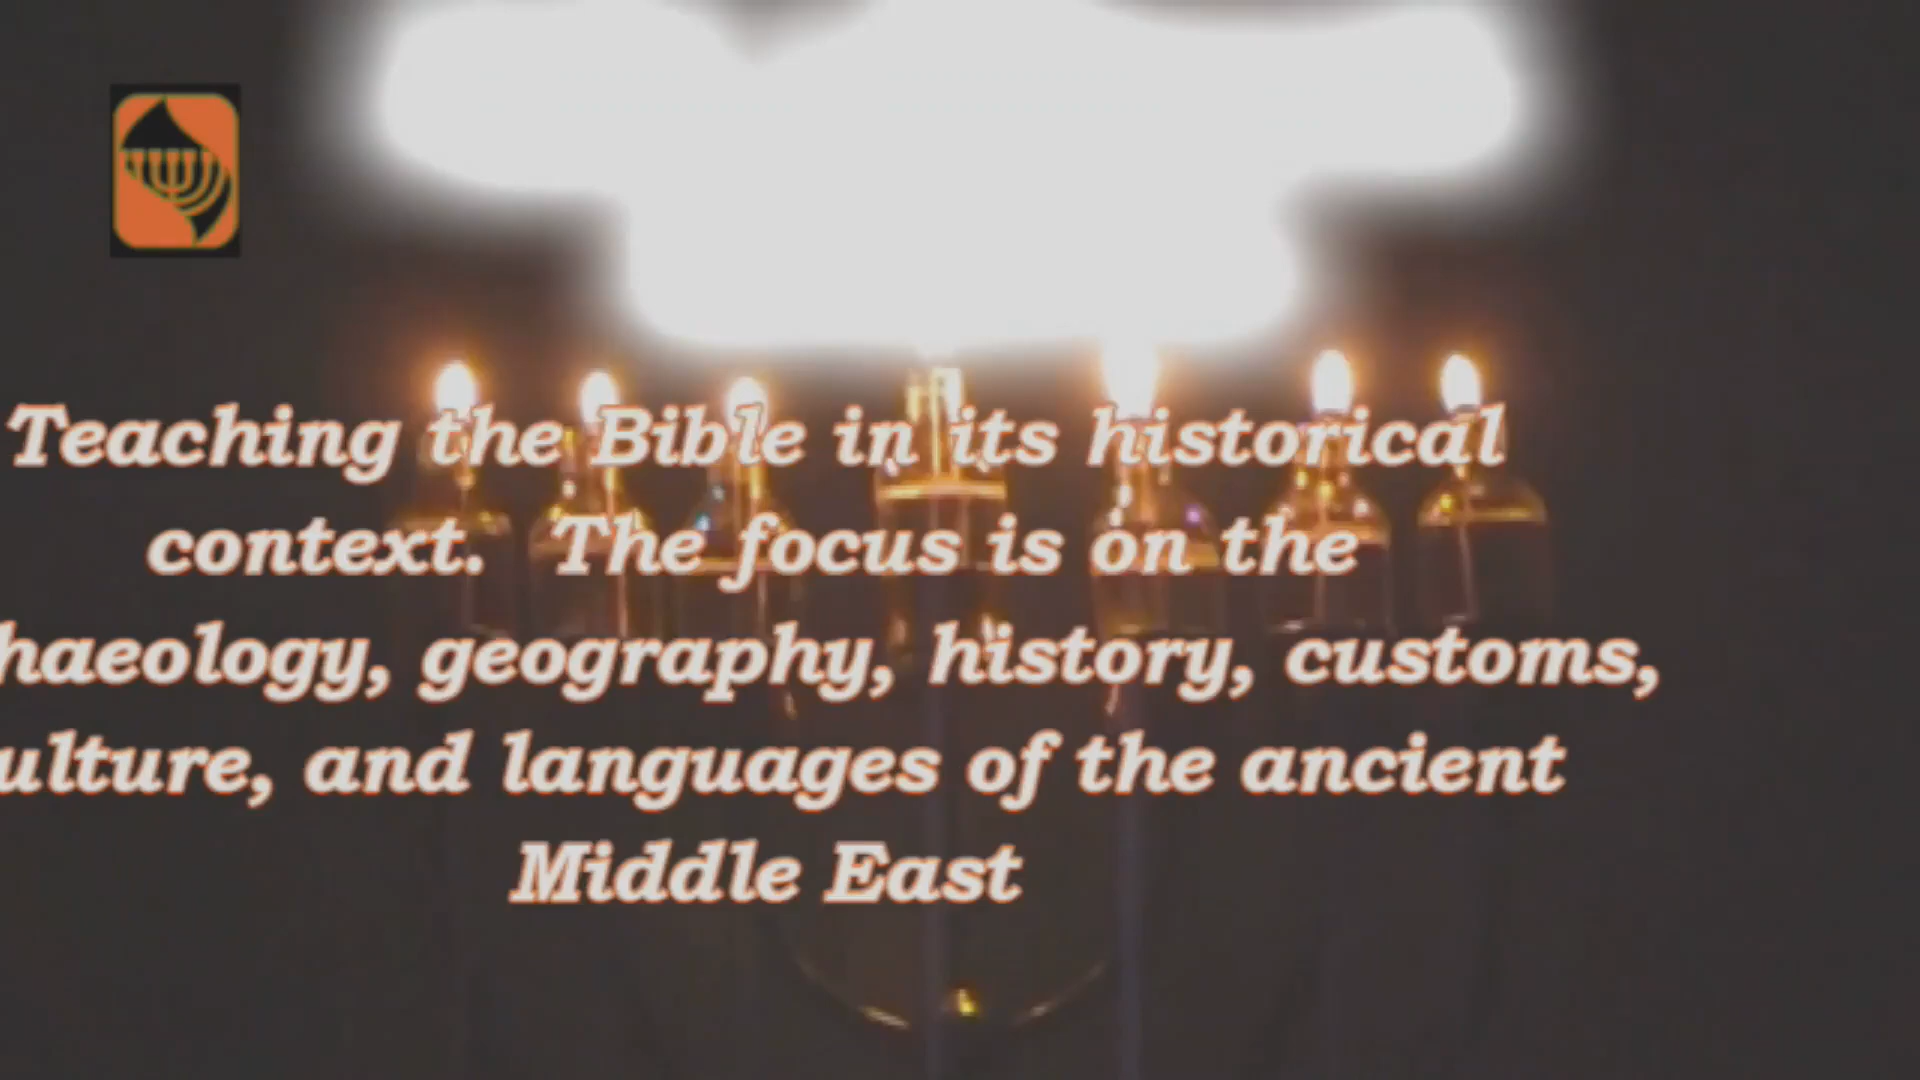 Teaching the Bible in its historical
context. The focus is on the
haeology, geography, history, customs,
ulture, and languages of the ancient
Middle East